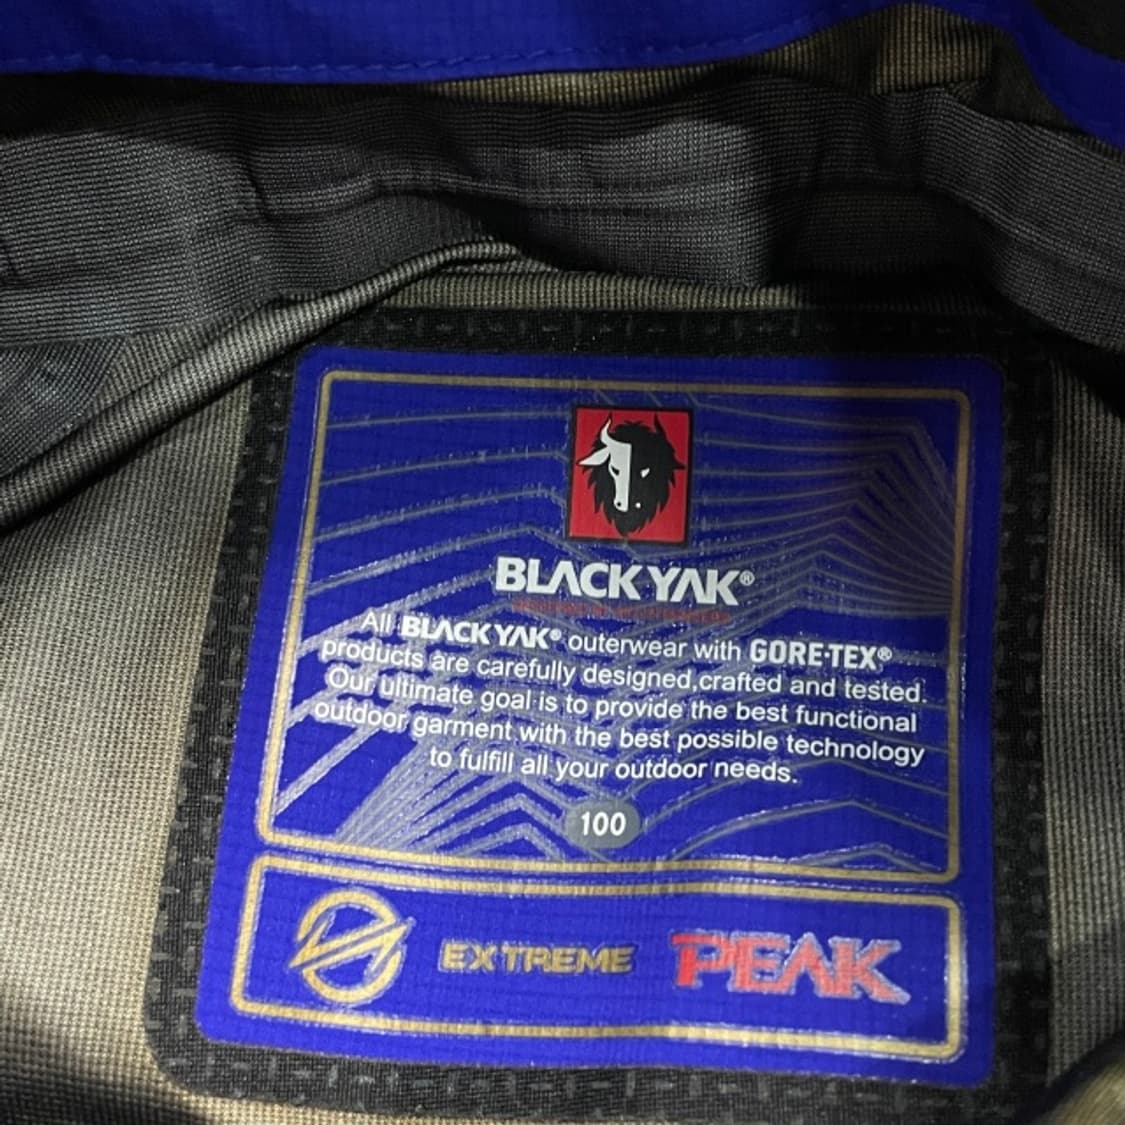 BLACKYAK®
All BLACKYAK® outerwear with GORE-TEX®
products are carefully designed,crafted and tested.
Our ultimate goal is to provide the best functional
outdoor garment with the best possible technology
to fulfill all your outdoor needs.
100
EXTREME PEAK